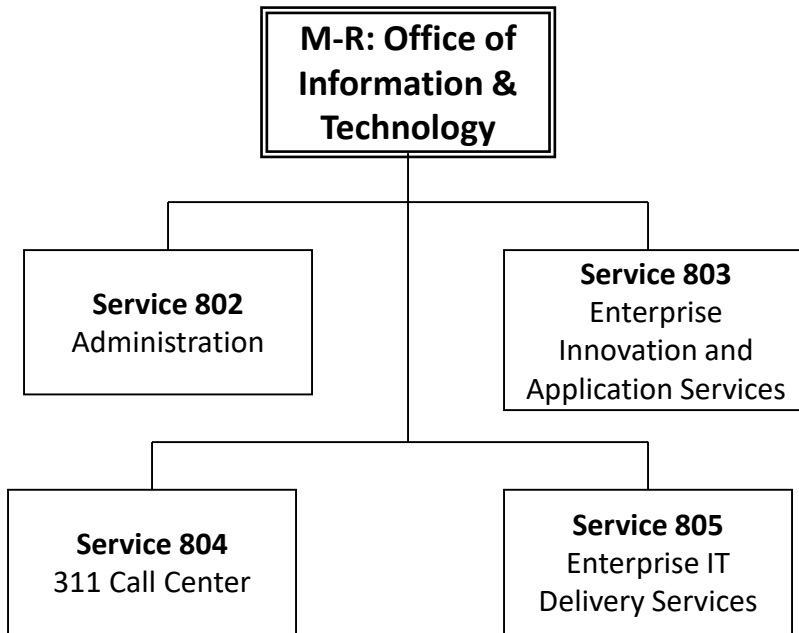 M-R: Office of
Information &
Technology
Service 802
Administration
Service 803
Enterprise
Innovation and
Application Services
Service 804
311 Call Center
Service 805
Enterprise IT
Delivery Services